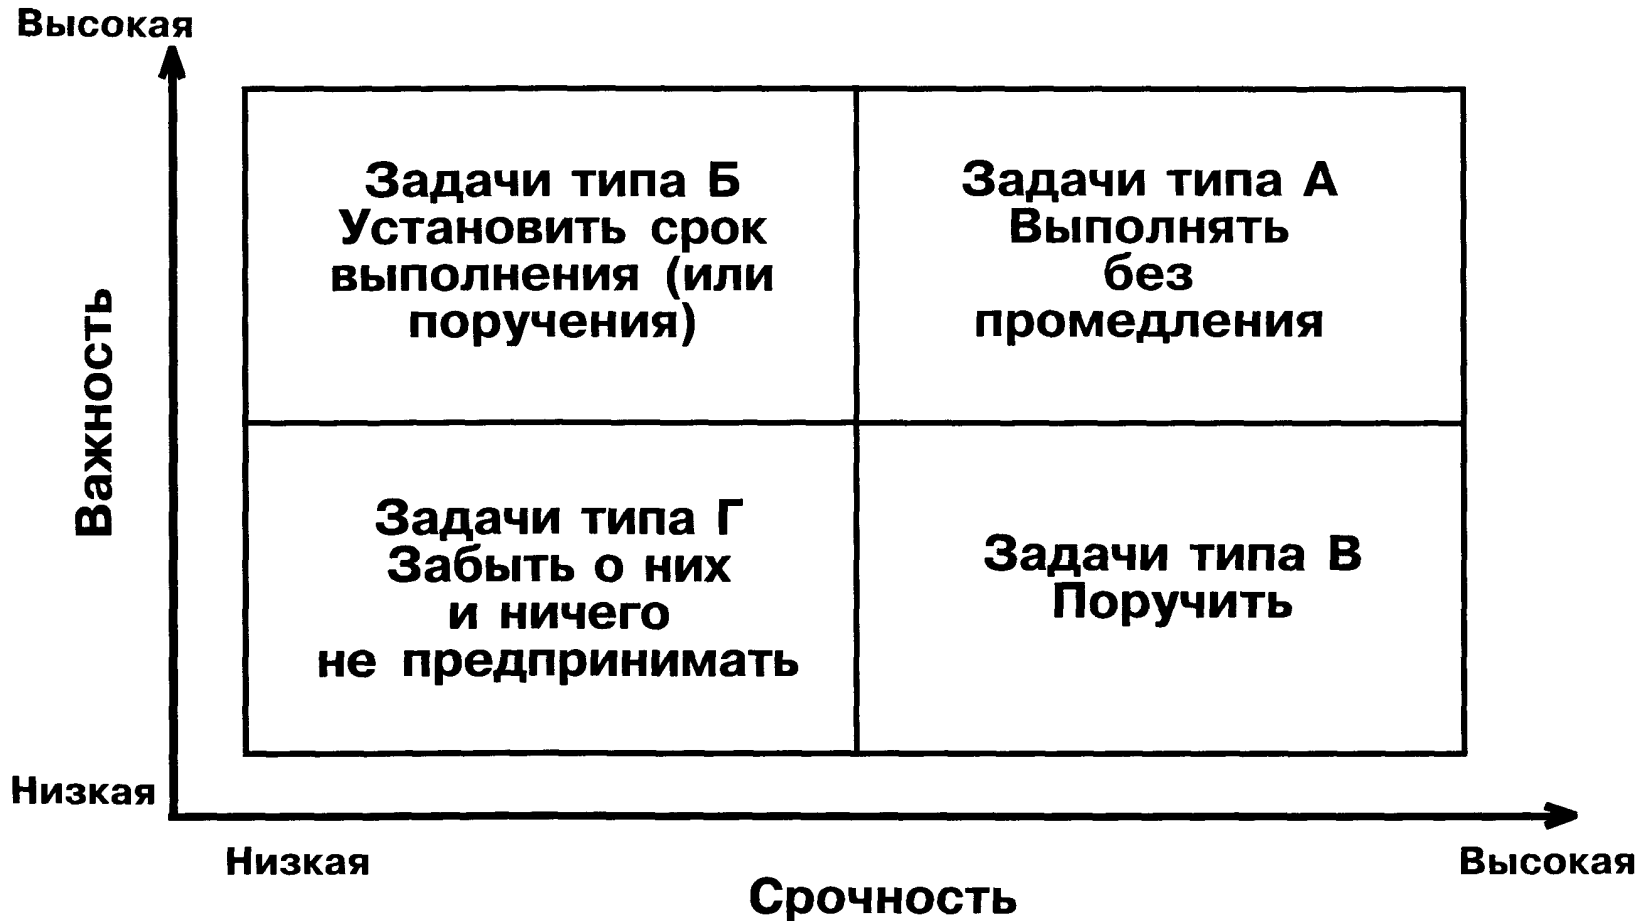 Высокая
Задачи типа Б
Установить срок
выполнения (или
поручения)
Задачи типа А
Выполнять
без
промедления
Важность
Задачи типа Г
Забыть о них
и ничего
не предпринимать
Задачи типа В
Поручить
Низкая
Низкая
Высокая
Срочность